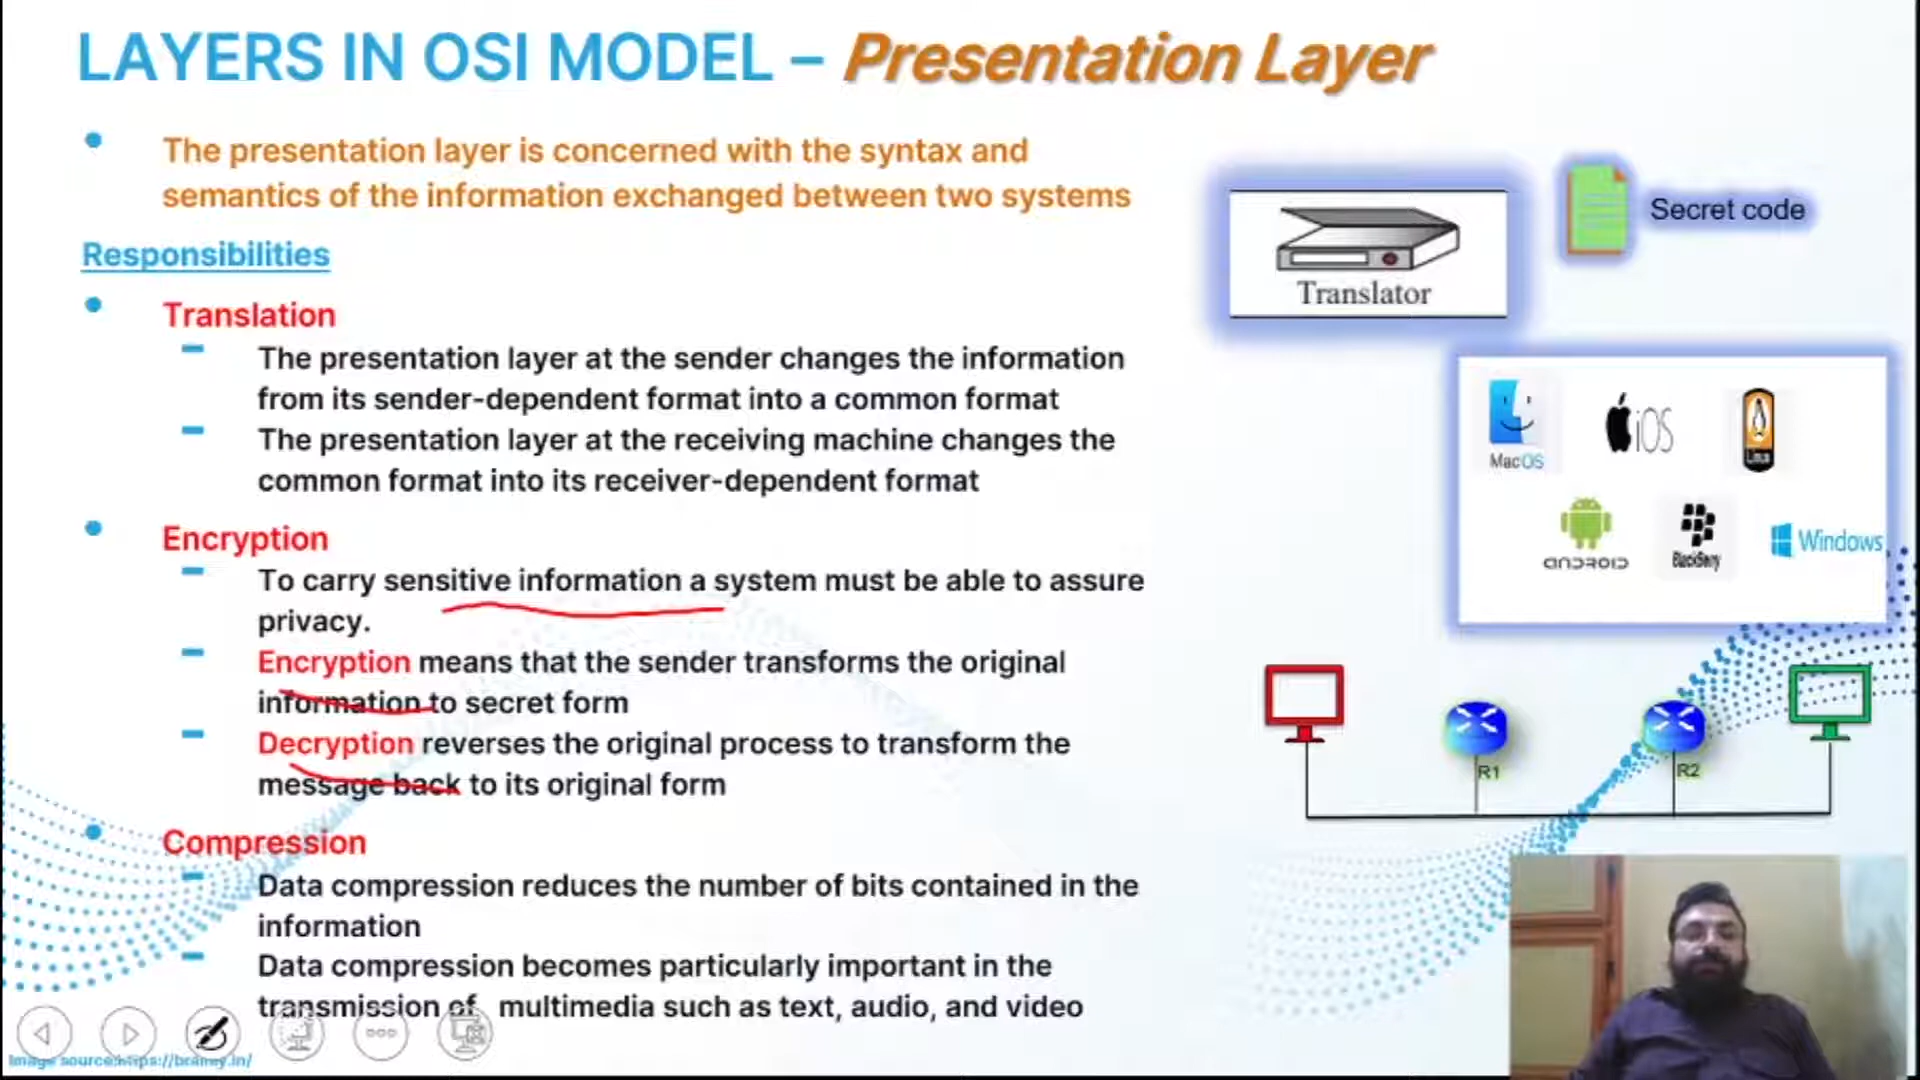 LAYERS IN OSI MODEL – Presentation Layer
The presentation layer is concerned with the syntax and
semantics of the information exchanged between two systems
Responsibilities
Translation
The presentation layer at the sender changes the information
from its sender-dependent format into a common format
The presentation layer at the receiving machine changes the
common format into its receiver-dependent format
Encryption
To carry sensitive information a system must be able to assure
privacy.
Encryption means that the sender transforms the original
information to secret form
Decryption reverses the original process to transform the
message back to its original form
Compression
Data compression reduces the number of bits contained in the
information
Data compression becomes particularly important in the
transmission of multimedia such as text, audio, and video
Translator
Secret code
MacOS
iOS
Linux
ANDROID
BlackBerry
Windows
R1
R2
Image source: